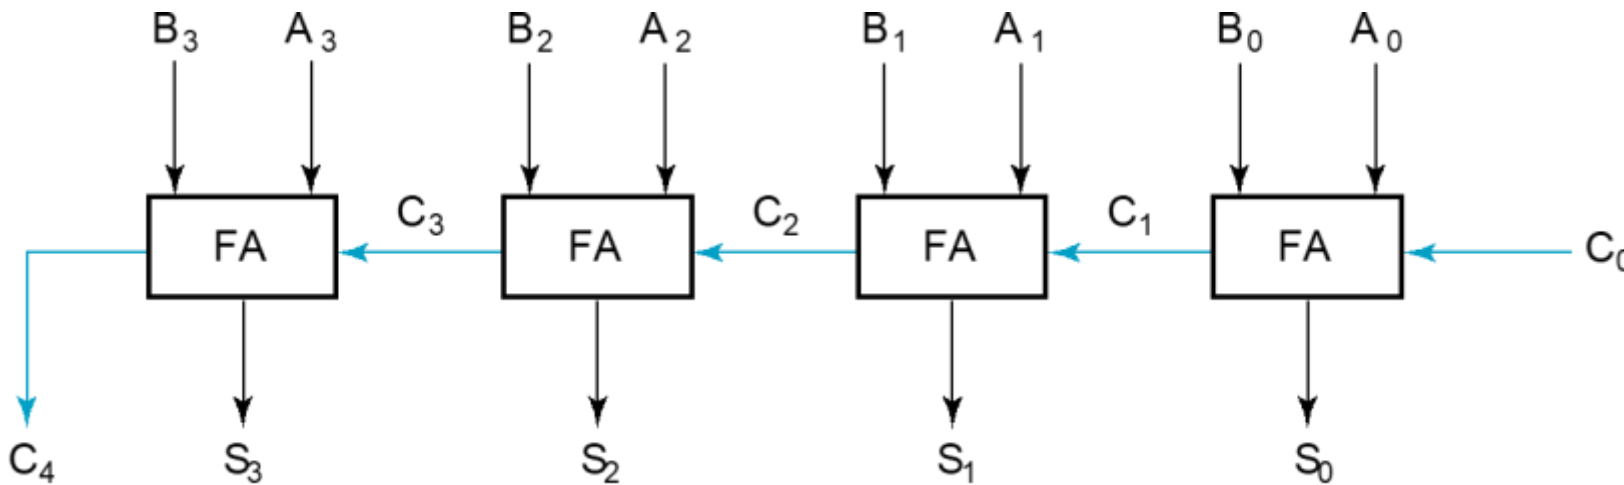 B3 A3 B2 A2 B1 A1 B0 A0
FA C3 FA C2 FA C1 FA C0
C4 S3 S2 S1 S0